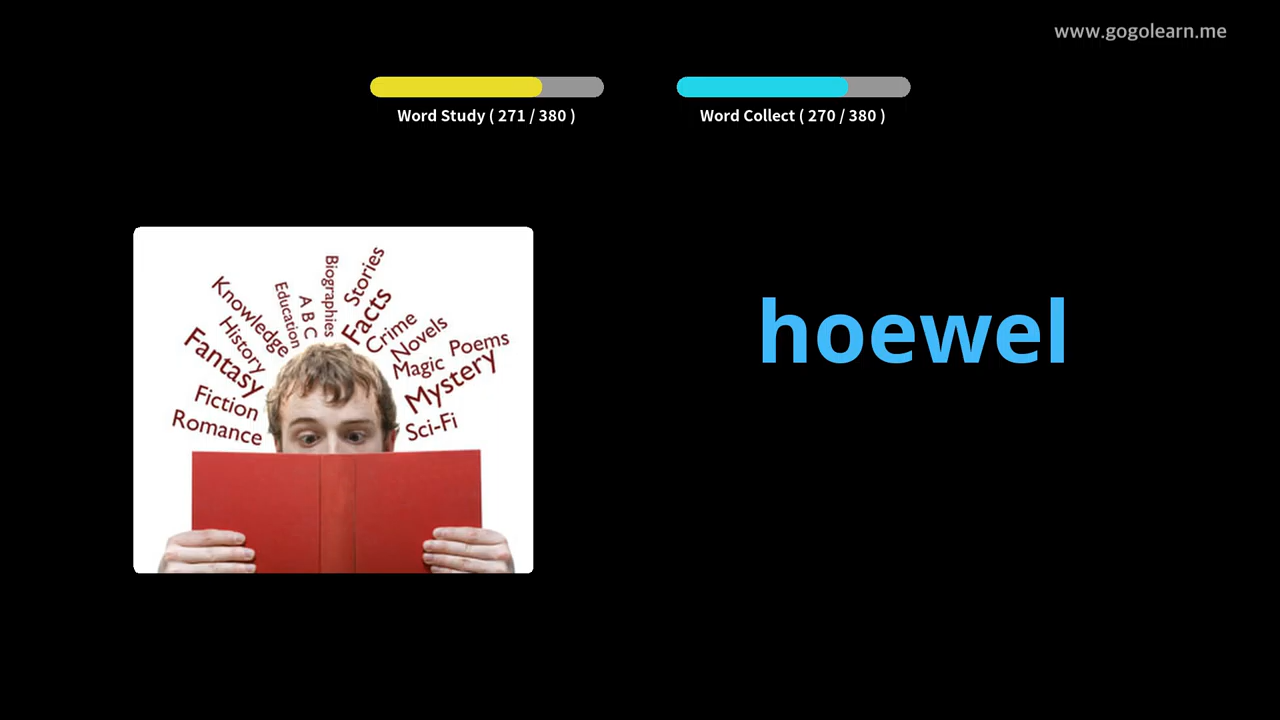 www.gogolearn.me
Word Study ( 271 / 380 )
Word Collect ( 270 / 380 )
hoewel
Stories
Biographies
Facts
A B C
Education
Knowledge
History
Fantasy
Fiction
Romance
Crime
Novels
Poems
Magic
Mystery
Sci-Fi